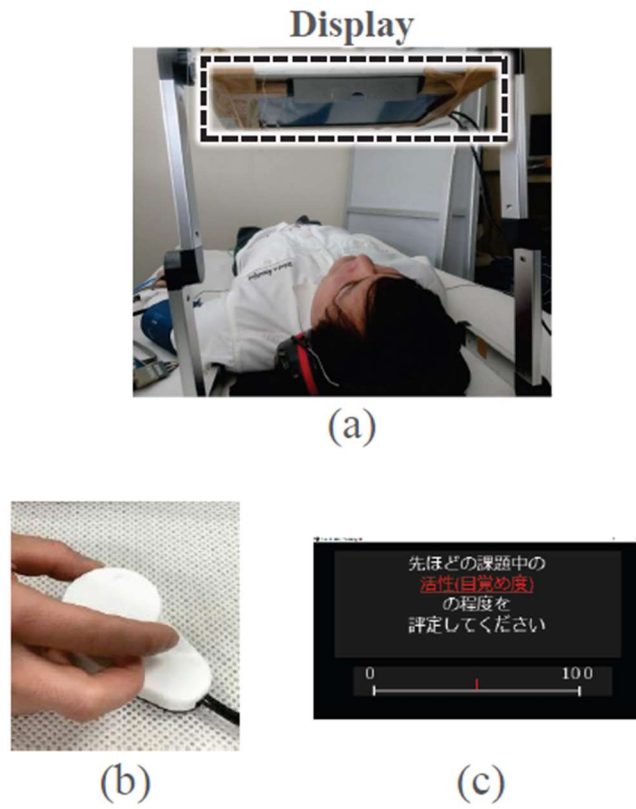 Display
(a)
先ほどの課題中の
活性(目覚め度)
の程度を
評定してください
0 100
(b)
(c)